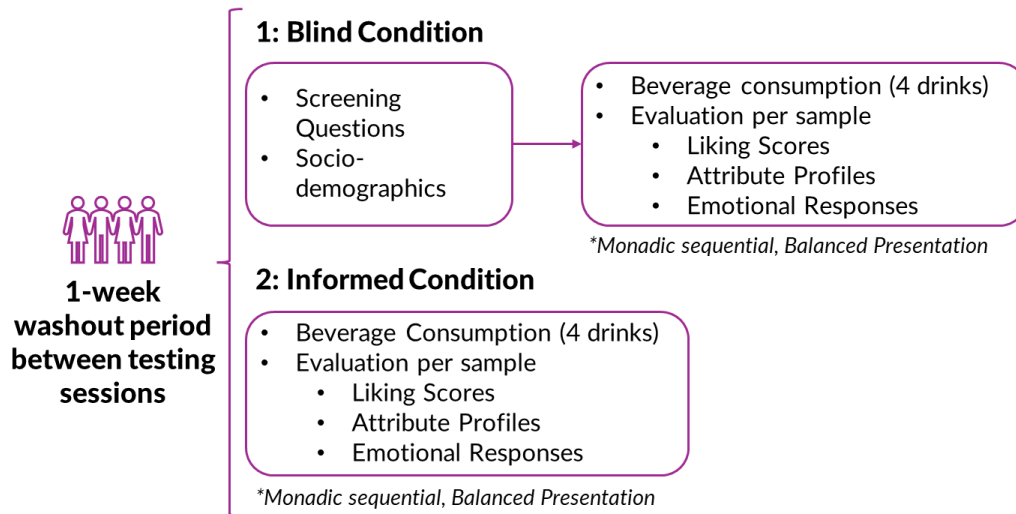 1: Blind Condition
• Screening
Questions
• Socio-
demographics
• Beverage consumption (4 drinks)
• Evaluation per sample
• Liking Scores
• Attribute Profiles
• Emotional Responses
*Monadic sequential, Balanced Presentation
1-week
washout period
between testing
sessions
2: Informed Condition
• Beverage Consumption (4 drinks)
• Evaluation per sample
• Liking Scores
• Attribute Profiles
• Emotional Responses
*Monadic sequential, Balanced Presentation